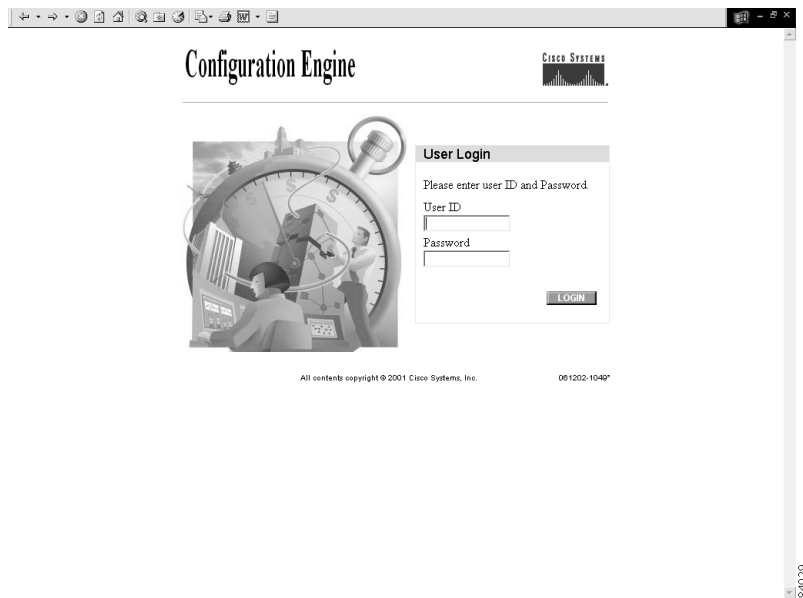 Configuration Engine
CISCO SYSTEMS
User Login
Please enter user ID and Password.
User ID
Password
LOGIN
All contents copyright © 2001 Cisco Systems, Inc.
061202-1049*